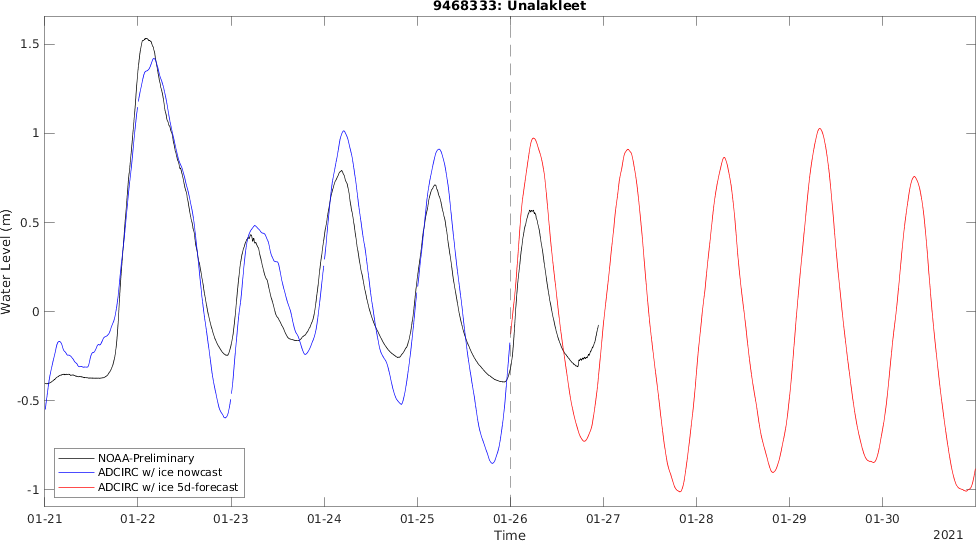 9468333: Unalakleet
Water Level (m)
1.5
1
0.5
0
-0.5
-1
NOAA-Preliminary
ADCIRC w/ ice nowcast
ADCIRC w/ ice 5d-forecast
01-21 01-22 01-23 01-24 01-25 01-26 01-27 01-28 01-29 01-30
Time
2021